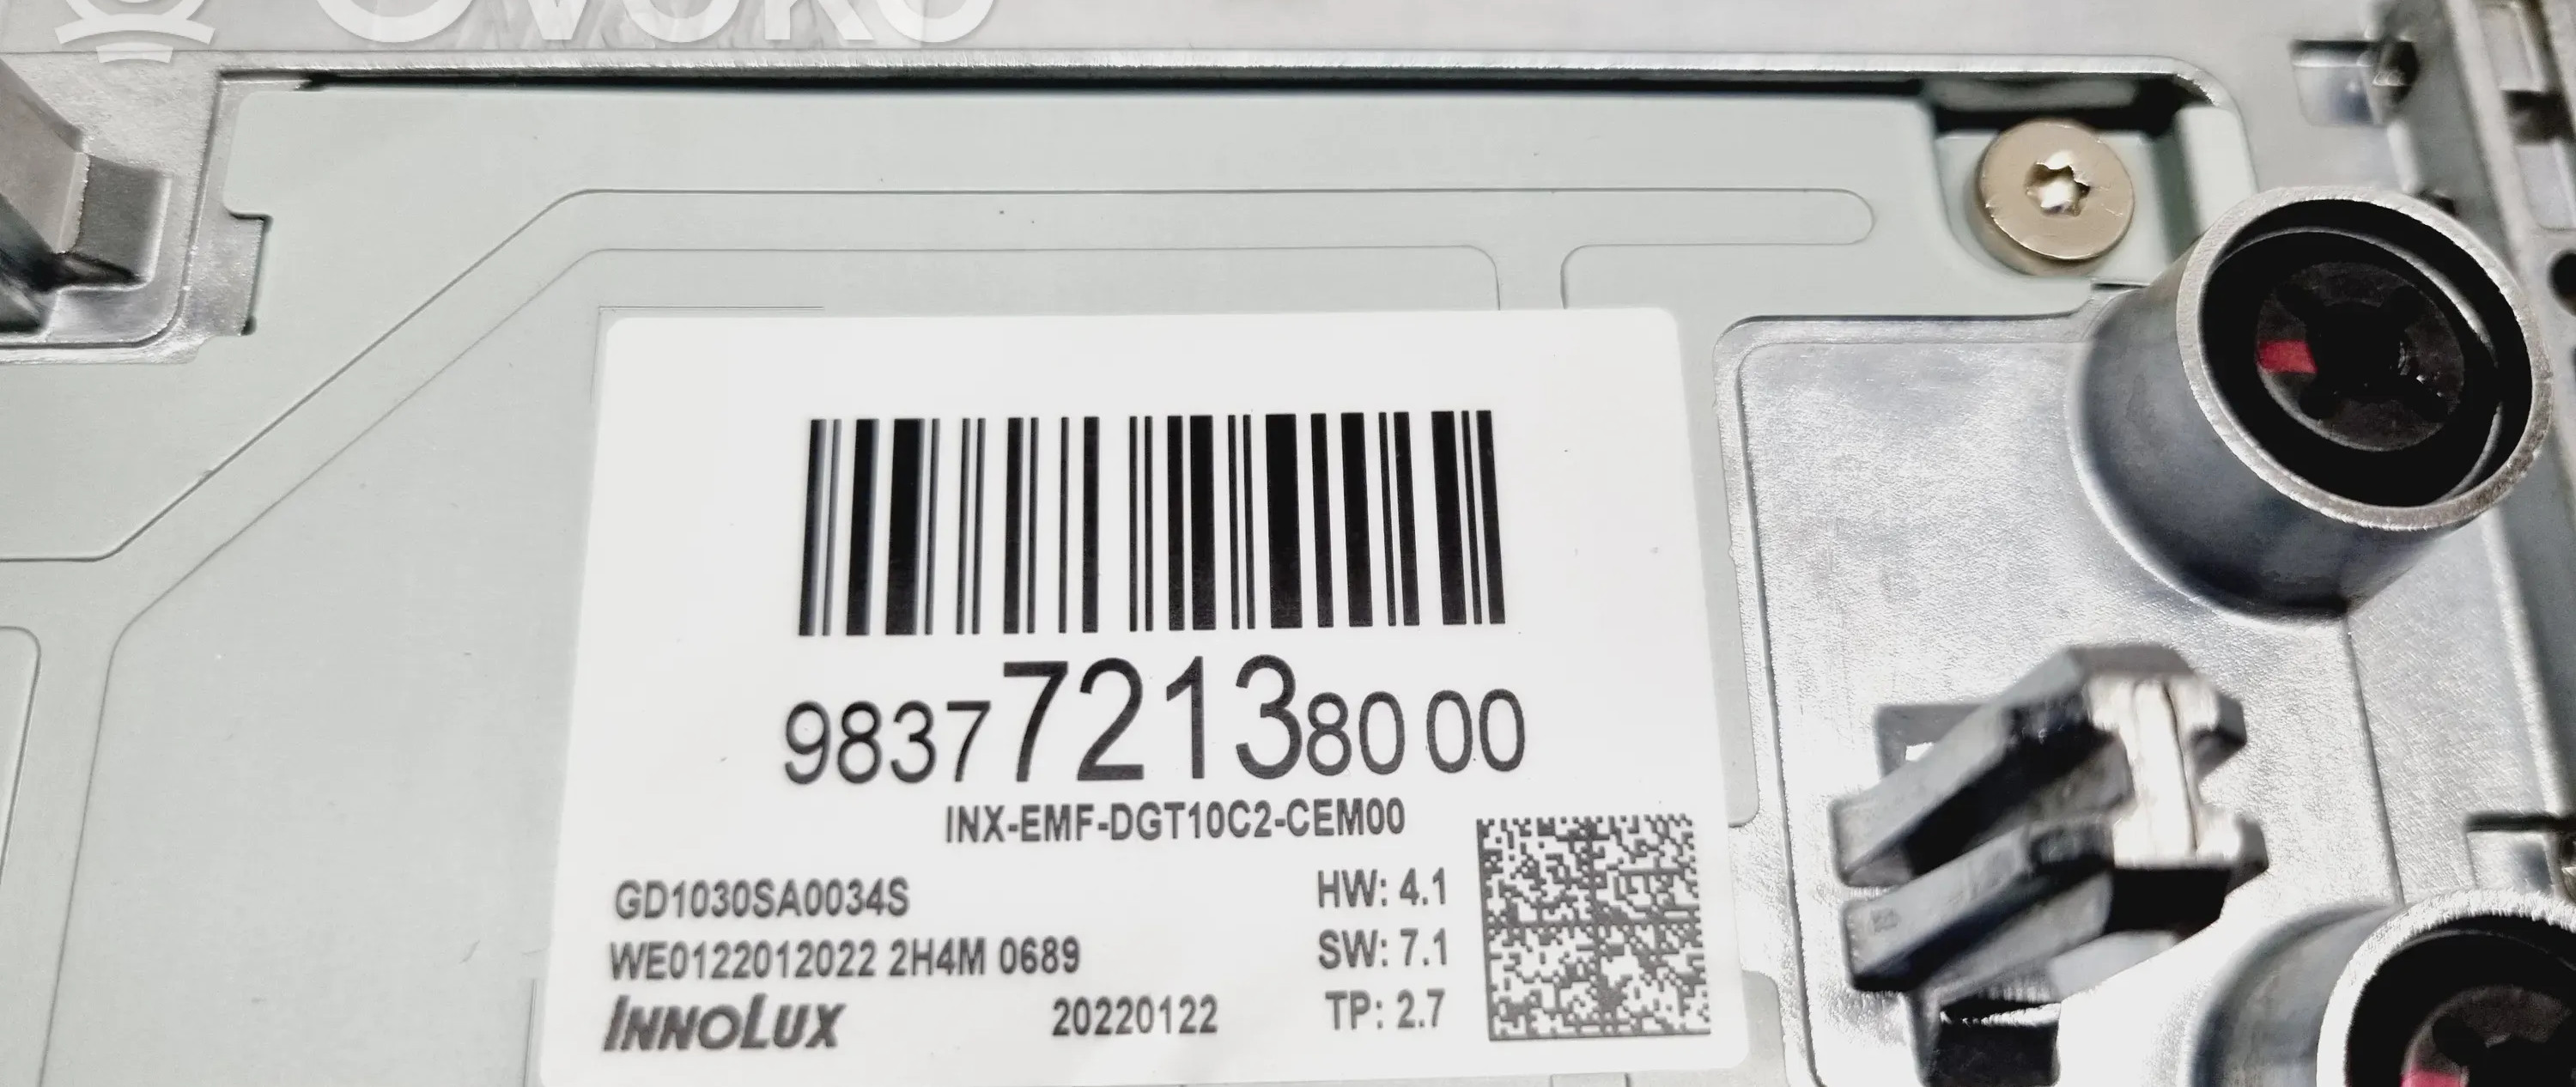 OVOKO
9837721380 00
INX-EMF-DGT10C2-CEM00
GD1030SA0034S
WE0122012022 2H4M 0689
INNOLUX
20220122
HW: 4.1
SW: 7.1
TP: 2.7